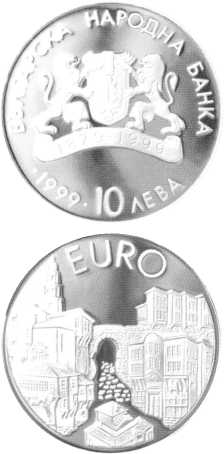 БЪЛГАРСКА НАРОДНА БАНКА
1879-1999
·1999· 10 ЛЕВА
EURO